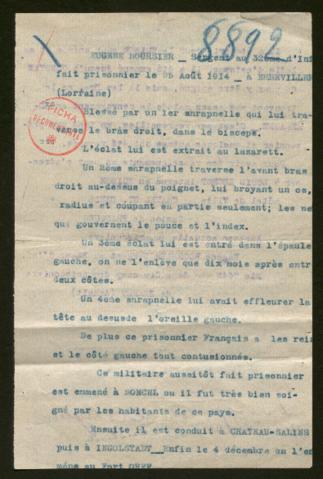 8892
EUGENE BOURSIER _ Sergent au 32ème d'Inf
fait prisonnier le 25 Août 1914 - à
(Lorraine)
Blessé par un 1er shrapnelle qui lui tra-
verse le bras droit, dans le biceps.
L'éclat lui est extrait au lazarett.
Un 2ème shrapnelle traverse l'avant bras
droit au-dessus du poignet, lui broyant un os,
radius et coupant en partie seulement; les ne
qui gouvernent le pouce et l'index.
Un 3ème éclat lui est entré dans l'épaule
gauche, on ne l'enlève que dix mois après entr
deux côtes.
Un 4ème shrapnelle lui avait effleurer la
tête au dessude l'oreille gauche.
De plus ce prisonnier Français a les rei
et le côté gauche tout contusionnés.
Ce militaire aussitôt fait prisonnier
est emmené à où il fut très bien soi-
gné par les habitants de ce pays.
Ensuite il est conduit à CHATEAU-SALINS
puis à INGOLSTADT__Enfin le 4 décembre on l'em
mène au Fort ORFF